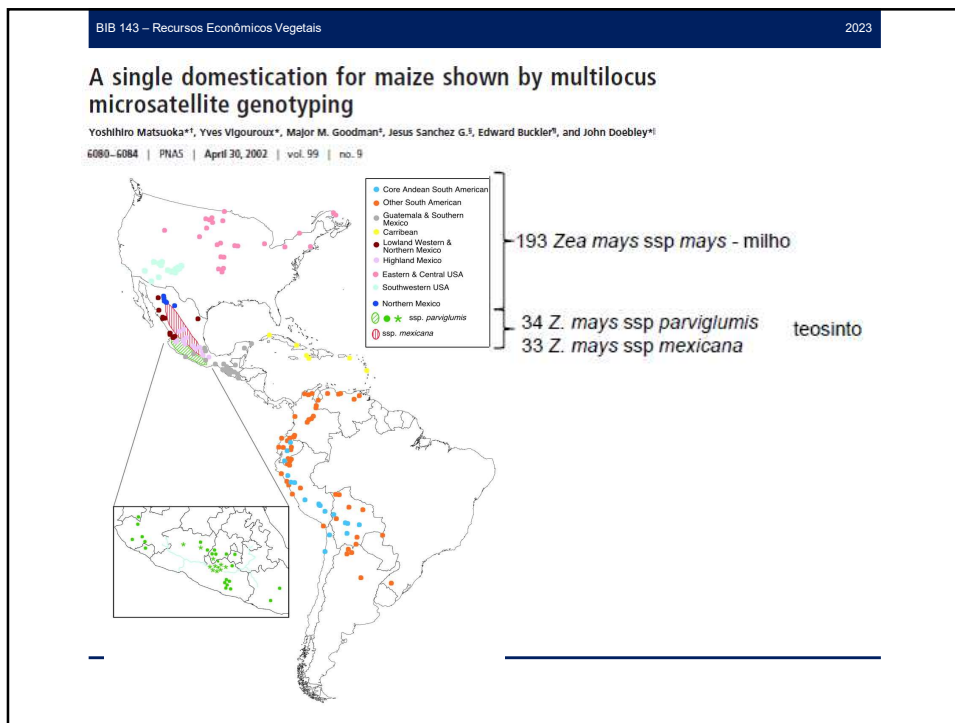 BIB 143 – Recursos Econômicos Vegetais
2023
A single domestication for maize shown by multilocus
microsatellite genotyping
Yoshihiro Matsuoka*†, Yves Vigouroux*, Major M. Goodman‡, Jesus Sanchez G.§, Edward Buckler¶, and John Doebley*‖
6080–6084 | PNAS | April 30, 2002 | vol. 99 | no. 9
Core Andean South American
Other South American
Guatemala & Southern
Mexico
Carribean
Lowland Western &
Northern Mexico
Highland Mexico
Eastern & Central USA
Southwestern USA
Northern Mexico
ssp. parviglumis
ssp. mexicana
193 Zea mays ssp mays - milho
34 Z. mays ssp parviglumis
33 Z. mays ssp mexicana
teosinto